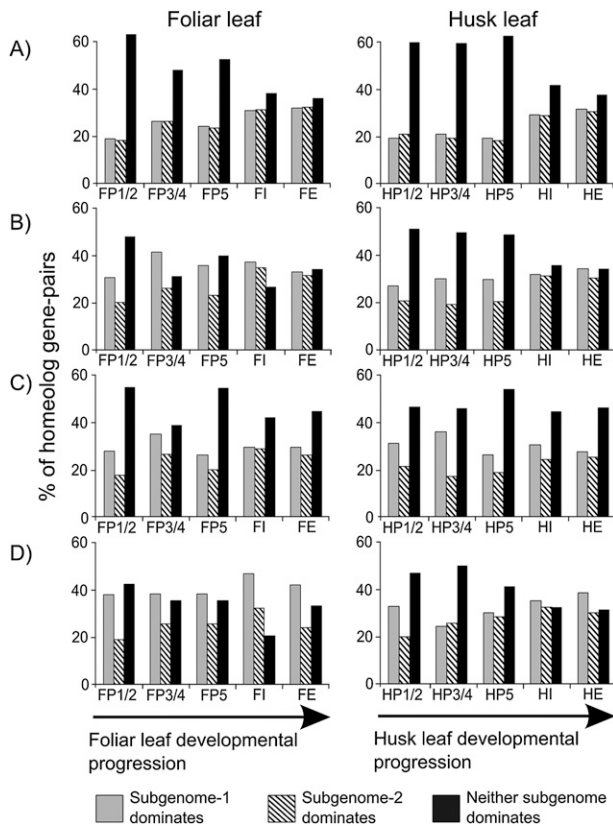 Foliar leaf Husk leaf
A)
60 60
40 40
20 20
0 0
FP1/2 FP3/4 FP5 FI FE HP1/2 HP3/4 HP5 HI HE
B)
60 60
40 40
20 20
0 0
FP1/2 FP3/4 FP5 FI FE HP1/2 HP3/4 HP5 HI HE
% of homeolog gene-pairs
C)
60 60
40 40
20 20
0 0
FP1/2 FP3/4 FP5 FI FE HP1/2 HP3/4 HP5 HI HE
D)
60 60
40 40
20 20
0 0
FP1/2 FP3/4 FP5 FI FE HP1/2 HP3/4 HP5 HI HE
Foliar leaf developmental Husk leaf developmental
progression progression
Subgenome-1 Subgenome-2 Neither subgenome
dominates dominates dominates